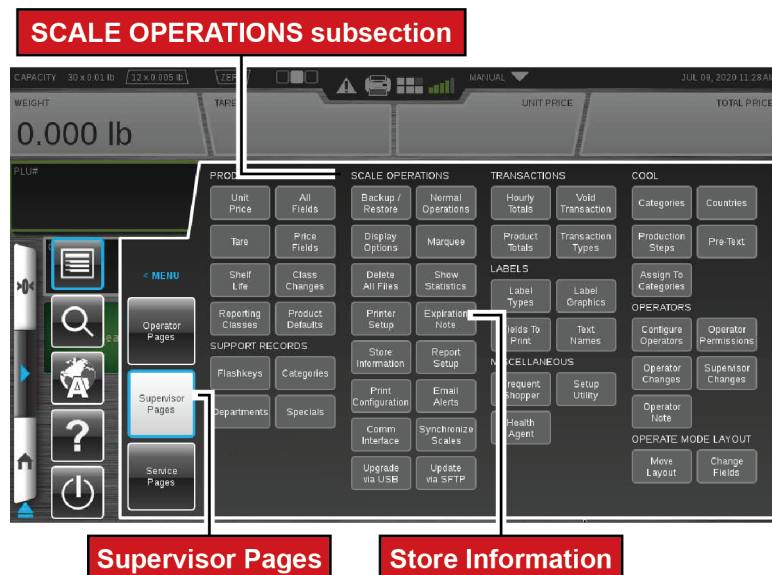 SCALE OPERATIONS subsection
CAPACITY 30 x 0.01 lb 12 x 0.005 lb ZER MANUAL JUL 09, 2020 11:28 AM
WEIGHT TARE UNIT PRICE TOTAL PRICE
0.000 lb
PLU#
< MENU
Operator
Pages
Supervisor
Pages
Service
Pages
PROD
Unit
Price
All
Fields
Tare
Price
Fields
Shelf
Life
Class
Changes
Reporting
Classes
Product
Defaults
SUPPORT RECORDS
Flashkeys
Categories
Departments
Specials
SCALE OPERATIONS
Backup /
Restore
Normal
Operations
Display
Options
Marquee
Delete
All Files
Show
Statistics
Printer
Setup
Expiration
Note
Store
Information
Report
Setup
Print
Configuration
Email
Alerts
Comm
Interface
Synchronize
Scales
Upgrade
via USB
Update
via SFTP
TRANSACTIONS
Hourly
Totals
Void
Transaction
Product
Totals
Transaction
Types
LABELS
Label
Types
Label
Graphics
ields To
Print
Text
Names
MISCELLANEOUS
requent
Shopper
Setup
Utility
Health
Agent
COOL
Categories
Countries
Production
Steps
Pre-Text
Assign To
Categories
OPERATORS
Configure
Operators
Operator
Permissions
Operator
Changes
Supervisor
Changes
Operator
Note
OPERATE MODE LAYOUT
Move
Layout
Change
Fields
Supervisor Pages
Store Information